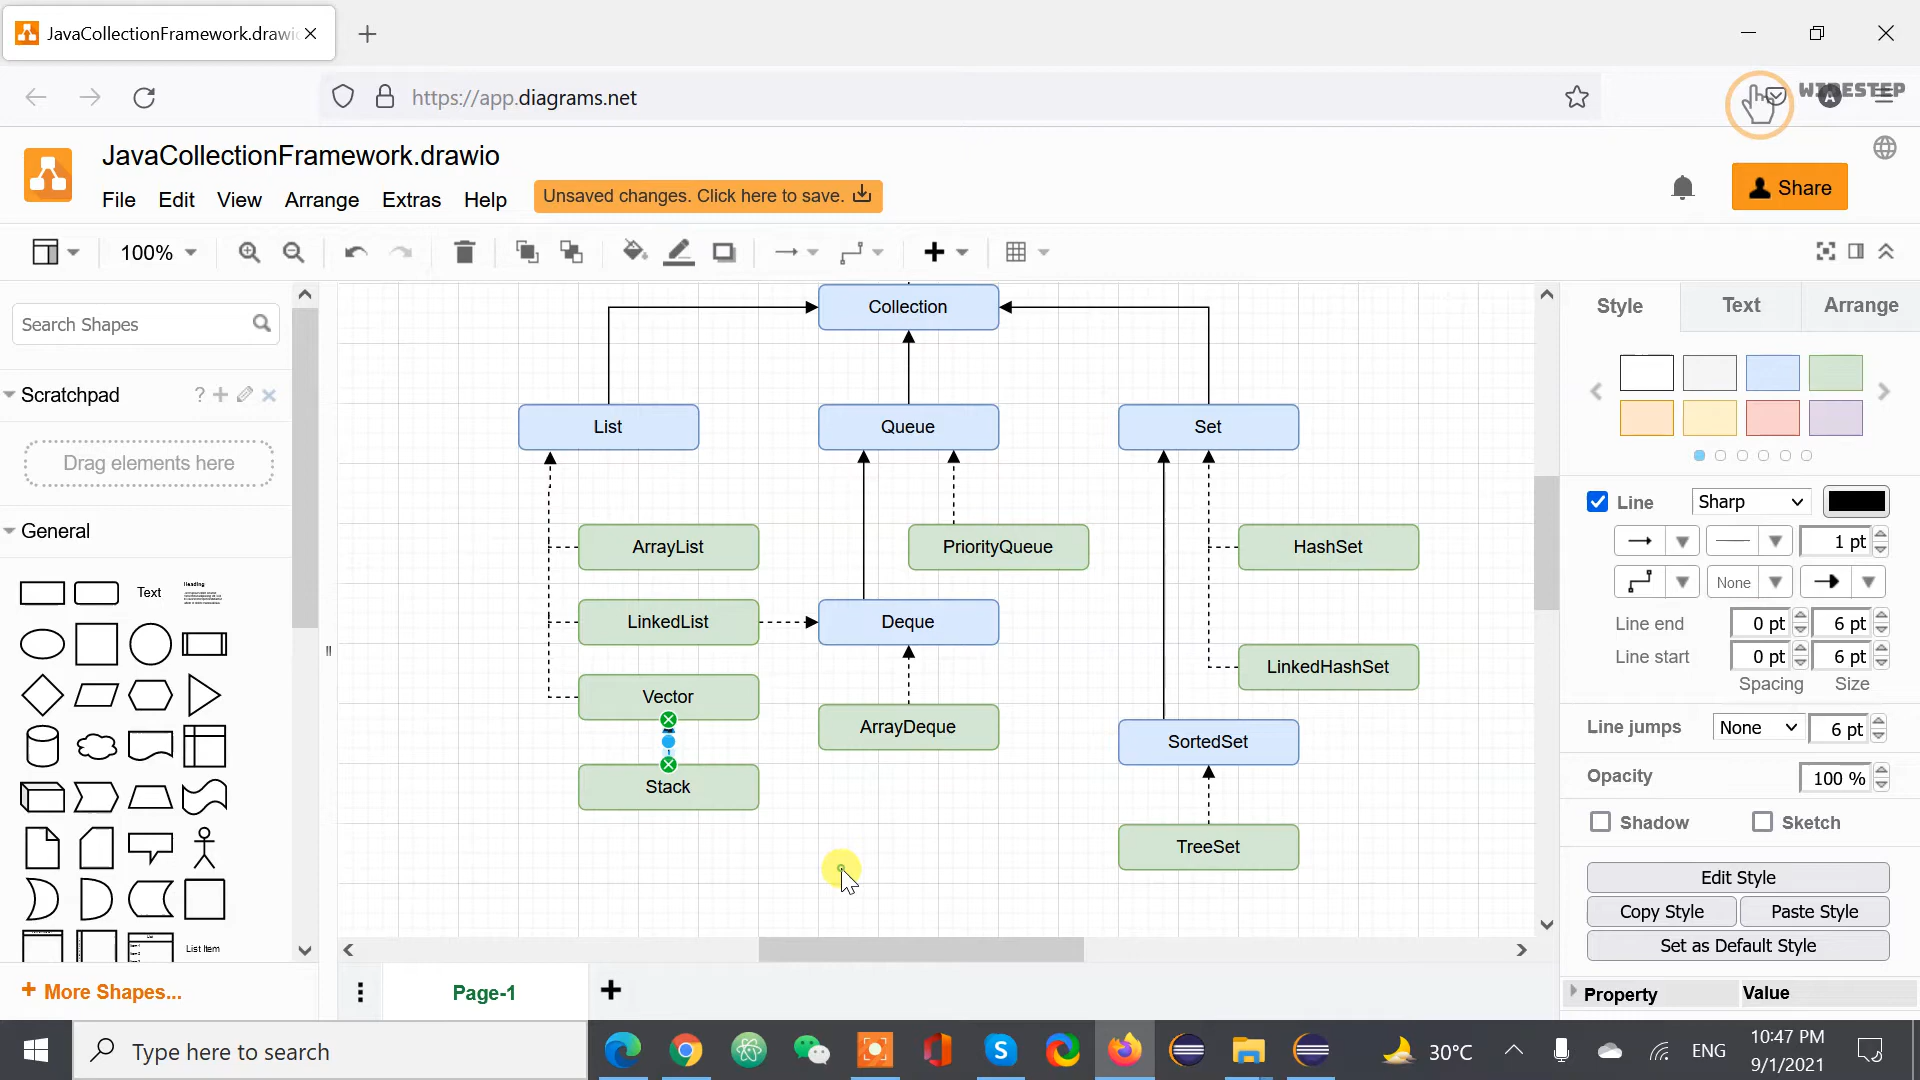 JavaCollectionFramework.drawi
https://app.diagrams.net
WIDESTEP
A
JavaCollectionFramework.drawio
File Edit View Arrange Extras Help
Unsaved changes. Click here to save.
Share
100%
Search Shapes
Scratchpad
?
Drag elements here
General
Text
Heading
List Item
+ More Shapes...
Collection
List
Queue
Set
ArrayList
PriorityQueue
HashSet
LinkedList
Deque
LinkedHashSet
Vector
ArrayDeque
SortedSet
Stack
TreeSet
Page-1
Style Text Arrange
Line Sharp
1 pt
None
Line end 0 pt 6 pt
Line start 0 pt 6 pt
Spacing Size
Line jumps None 6 pt
Opacity 100 %
Shadow Sketch
Edit Style
Copy Style Paste Style
Set as Default Style
Property Value
Type here to search
30°C
ENG
10:47 PM
9/1/2021